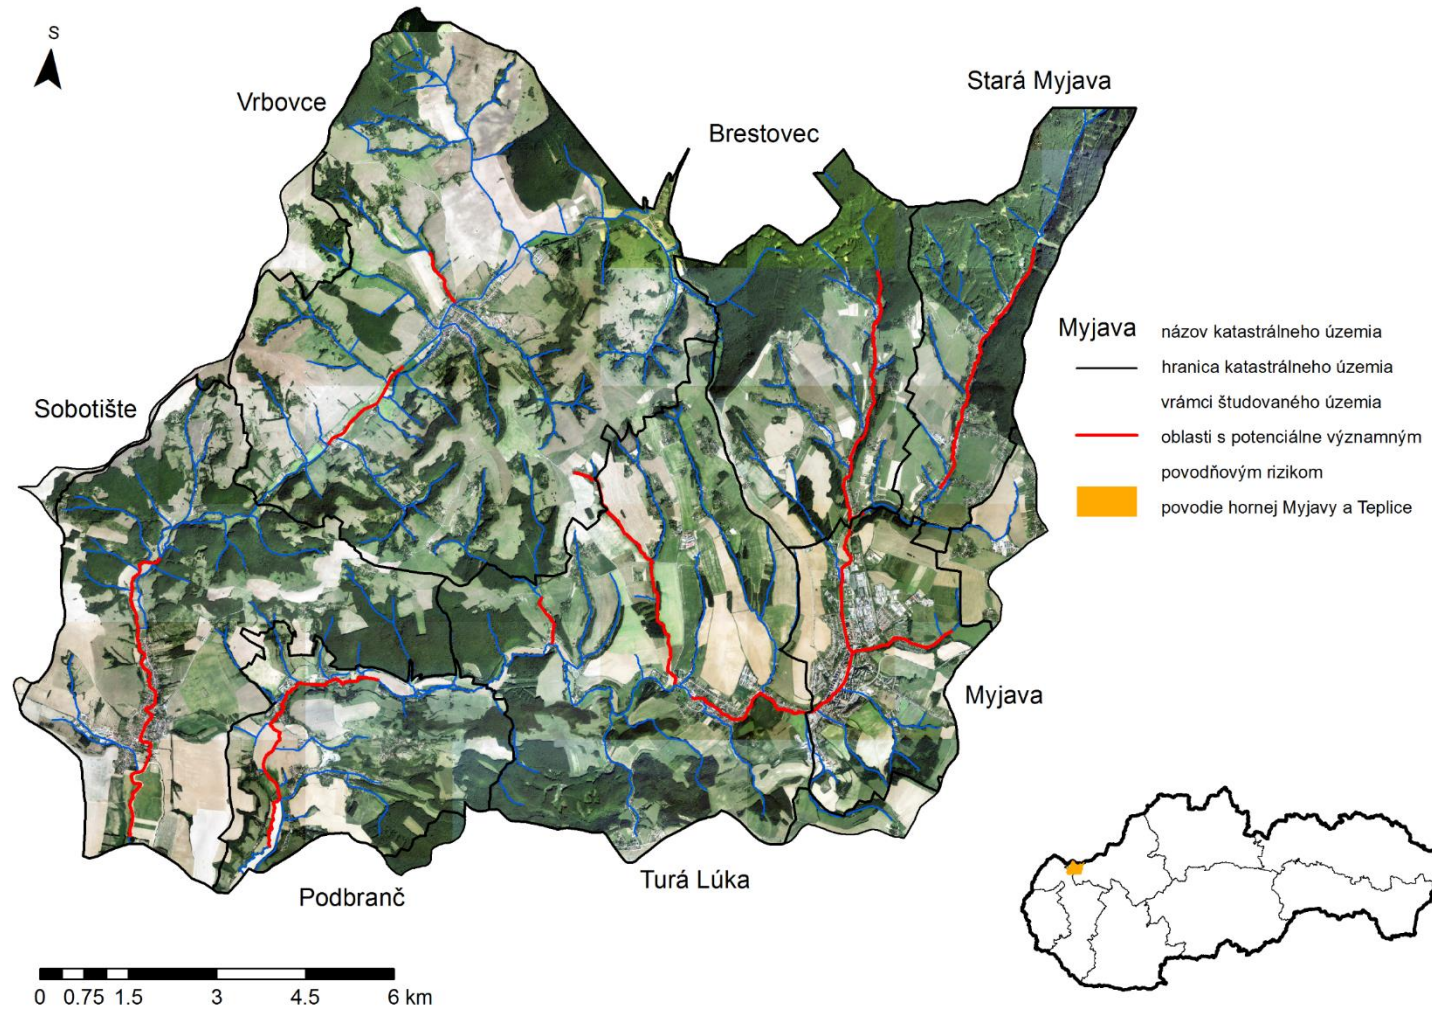 S
Vrbovce
Stará Myjava
Brestovec
Sobotište
Myjava
Podbranč
Turá Lúka
Myjava názov katastrálneho územia
hranica katastrálneho územia
vrámci študovaného územia
oblasti s potenciálne významným
povodňovým rizikom
povodie hornej Myjavy a Teplice
0 0.75 1.5 3 4.5 6 km